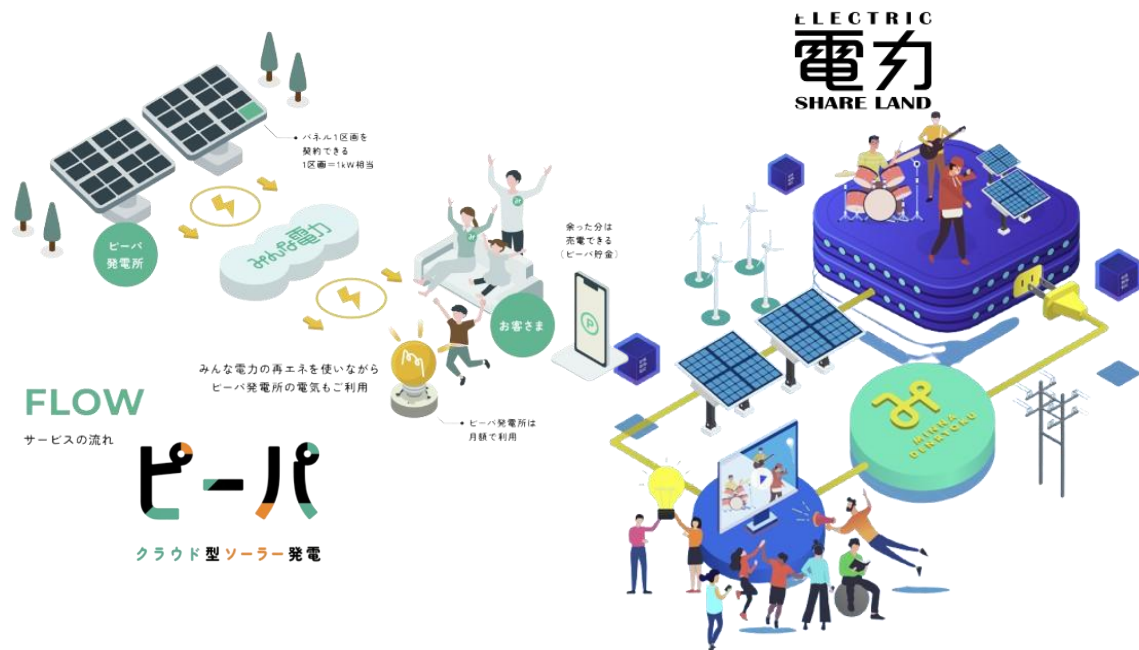 ELECTRIC
電力
SHARE LAND
パネル1区画を
契約できる
1区画=1kW相当
ピーパ
発電所
みんな電力
余った分は
売電できる
(ピーパ貯金)
お客さま
P
みんな電力の再エネを使いながら
ピーパ発電所の電気もご利用
FLOW
サービスの流れ
ピーパ発電所は
月額で利用
ピーパ
クラウド型ソーラー発電
み
MINNA
DENRYOKU